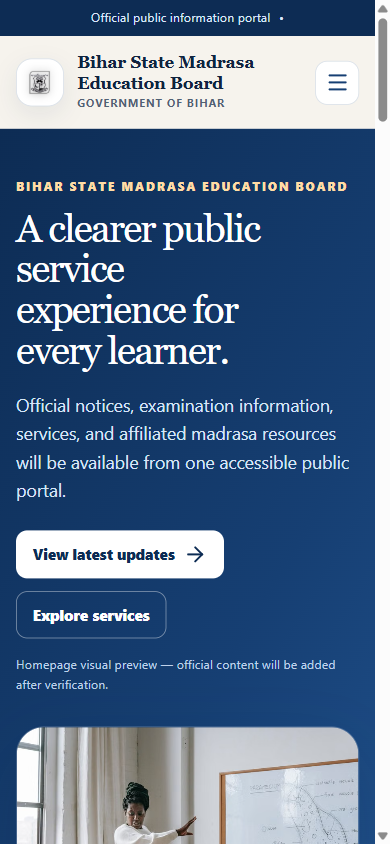 Official public information portal •
Bihar State Madrasa
Education Board
GOVERNMENT OF BIHAR
BIHAR STATE MADRASA EDUCATION BOARD
A clearer public
service
experience for
every learner.
Official notices, examination information,
services, and affiliated madrasa resources
will be available from one accessible public
portal.
View latest updates →
Explore services
Homepage visual preview — official content will be added
after verification.